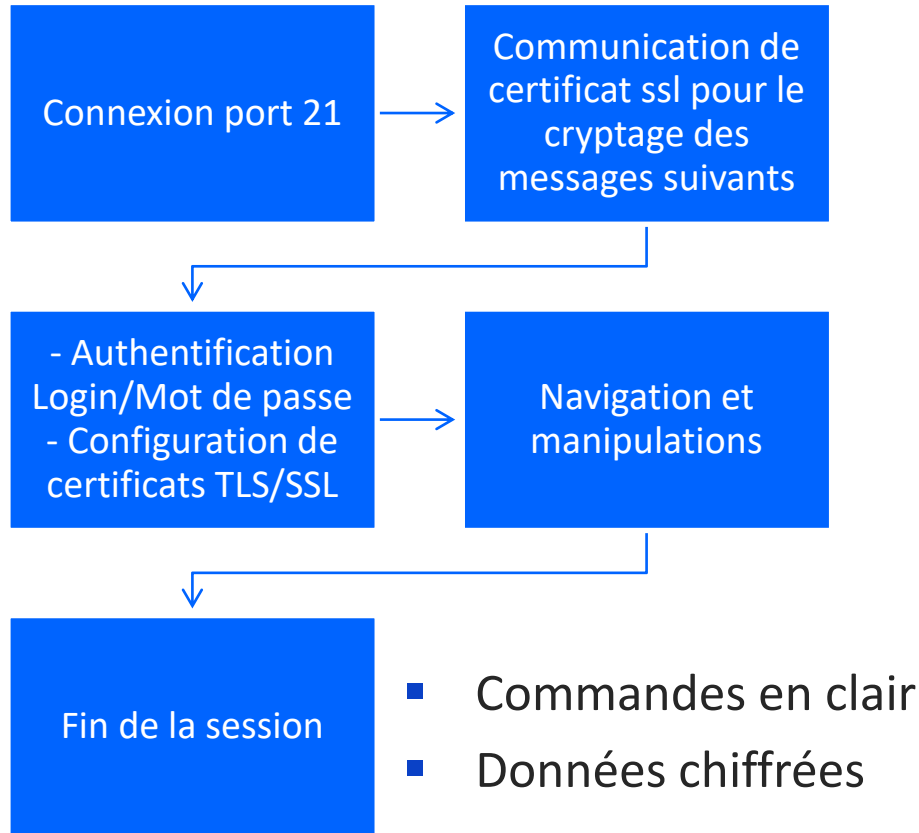 Connexion port 21
Communication de
certificat ssl pour le
cryptage des
messages suivants
- Authentification
Login/Mot de passe
- Configuration de
certificats TLS/SSL
Navigation et
manipulations
Fin de la session
▪ Commandes en clair
▪ Données chiffrées